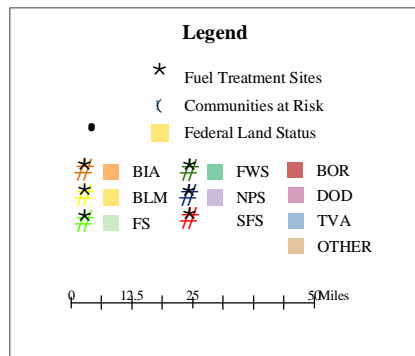 Legend
Fuel Treatment Sites
Communities at Risk
Federal Land Status
BIA FWS BOR
BLM NPS DOD
FS SFS TVA
OTHER
0 12.5 25 50 Miles